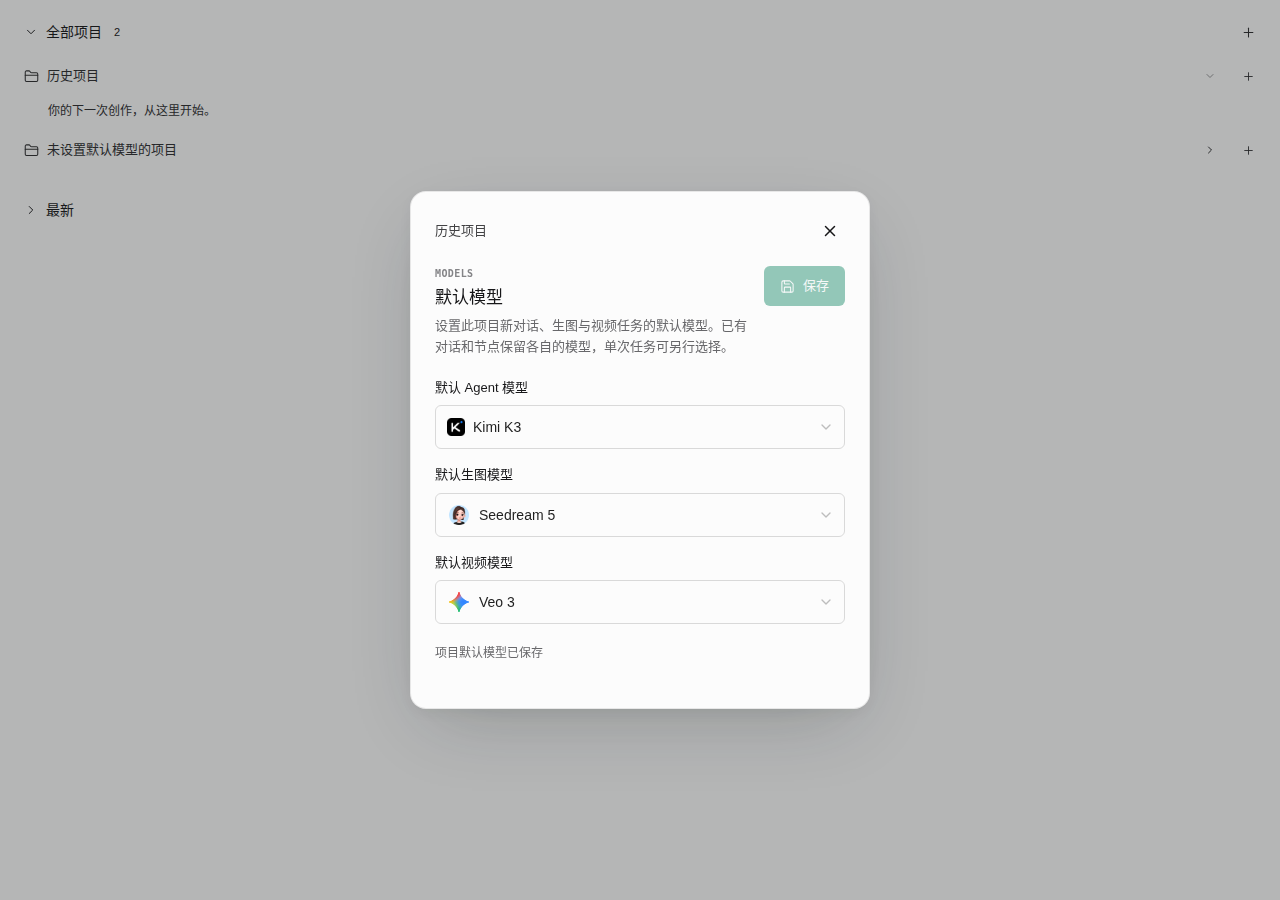 全部项目 2
历史项目
你的下一次创作，从这里开始。
未设置默认模型的项目
最新
历史项目
MODELS
默认模型
保存
设置此项目新对话、生图与视频任务的默认模型。已有
对话和节点保留各自的模型，单次任务可另行选择。
默认 Agent 模型
Kimi K3
默认生图模型
Seedream 5
默认视频模型
Veo 3
项目默认模型已保存